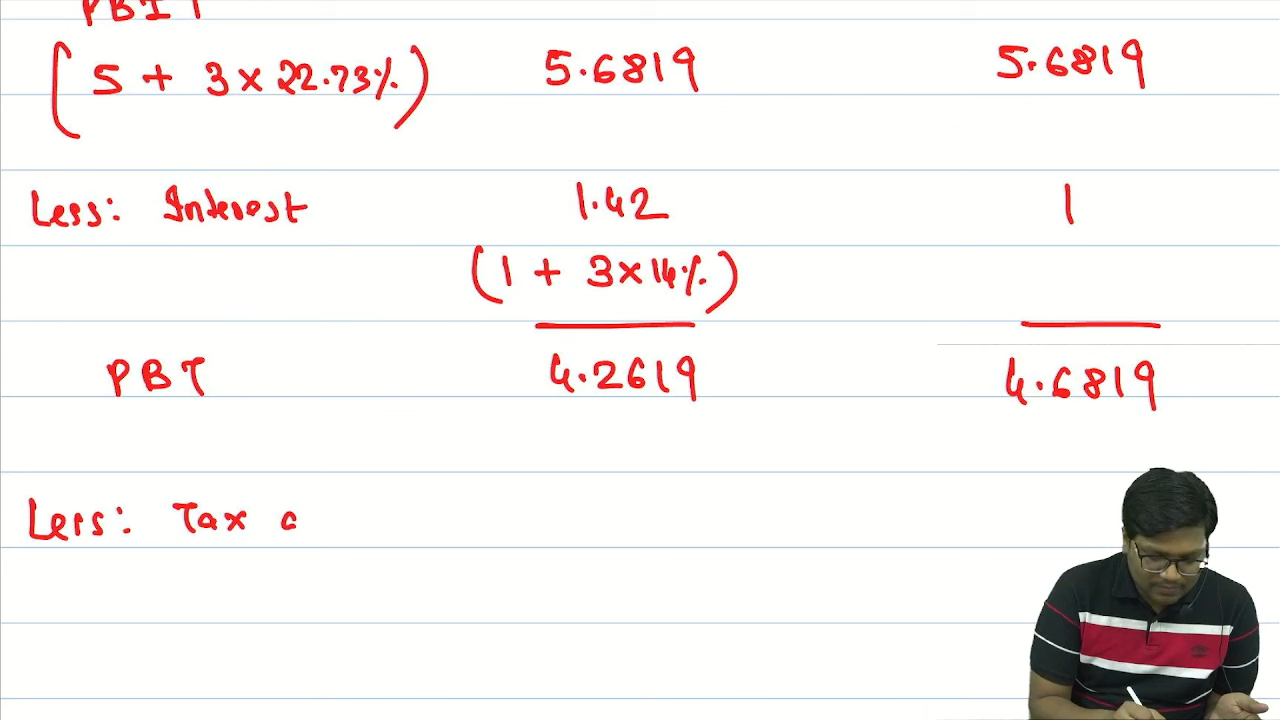 PBIT
(5 + 3 × 22.73%) 5.6819 5.6819
Less: Interest 1.42 1
(1 + 3 × 14%)
PBT 4.2619 4.6819
Less: Tax a